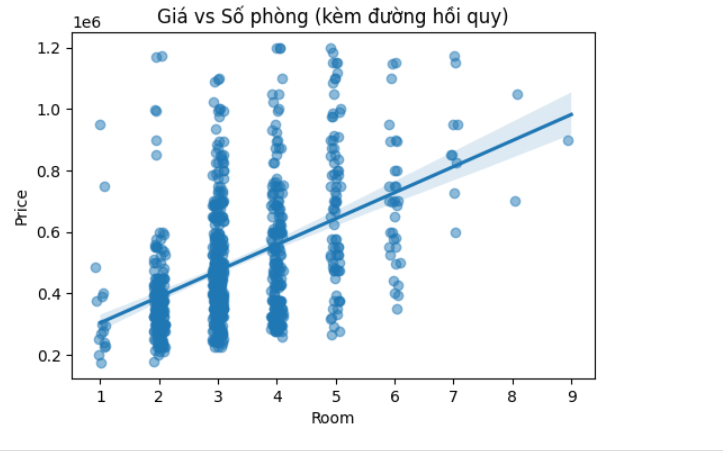 Giá vs Số phòng (kèm đường hồi quy)
1e6
1.2
1.0
0.8
0.6
0.4
0.2
Price
1 2 3 4 5 6 7 8 9
Room